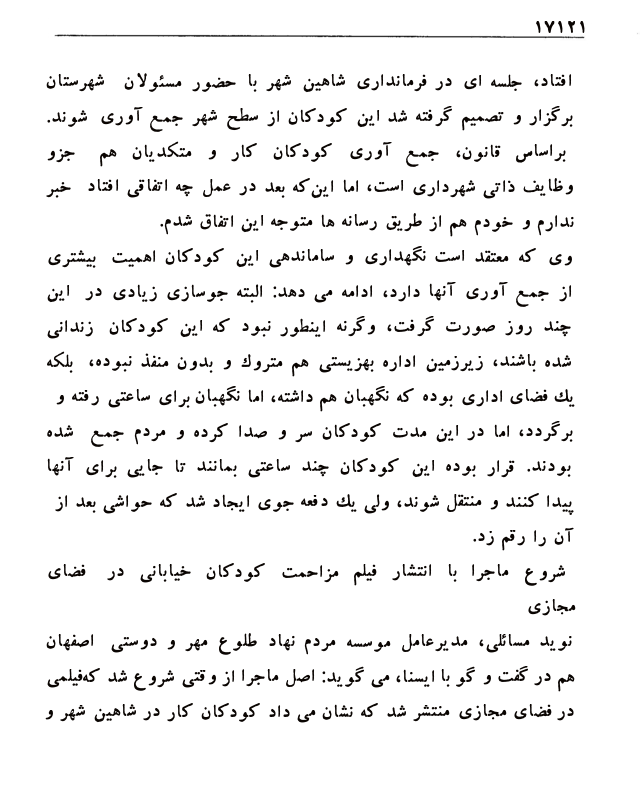 ۱۷۱۲۱
افتاد، جلسه ای در فرمانداری شاهین شهر با حضور مسئولان شهرستان
برگزار و تصمیم گرفته شد این کودکان از سطح شهر جمع آوری شوند.
براساس قانون، جمع آوری کودکان کار و متکدیان هم جزو
وظایف ذاتی شهرداری است، اما این‌که بعد در عمل چه اتفاقی افتاد خبر
ندارم و خودم هم از طریق رسانه ها متوجه این اتفاق شدم.
وی که معتقد است نگهداری و ساماندهی این کودکان اهمیت بیشتری
از جمع آوری آنها دارد، ادامه می دهد: البته جوسازی زیادی در این
چند روز صورت گرفت، وگرنه اینطور نبود که این کودکان زندانی
شده باشند، زیرزمین اداره بهزیستی هم متروك و بدون منفذ نبوده، بلکه
یك فضای اداری بوده که نگهبان هم داشته، اما نگهبان برای ساعتی رفته و
برگردد، اما در این مدت کودکان سر و صدا کرده و مردم جمع شده
بودند. قرار بوده این کودکان چند ساعتی بمانند تا جایی برای آنها
پیدا کنند و منتقل شوند، ولی یك دفعه جوی ایجاد شد که حواشی بعد از
آن را رقم زد.
شروع ماجرا با انتشار فیلم مزاحمت کودکان خیابانی در فضای
مجازی
نوید مسائلی، مدیرعامل موسسه مردم نهاد طلوع مهر و دوستی اصفهان
هم در گفت و گو با ایسنا، می گوید: اصل ماجرا از وقتی شروع شد که‌فیلمی
در فضای مجازی منتشر شد که نشان می داد کودکان کار در شاهین شهر و